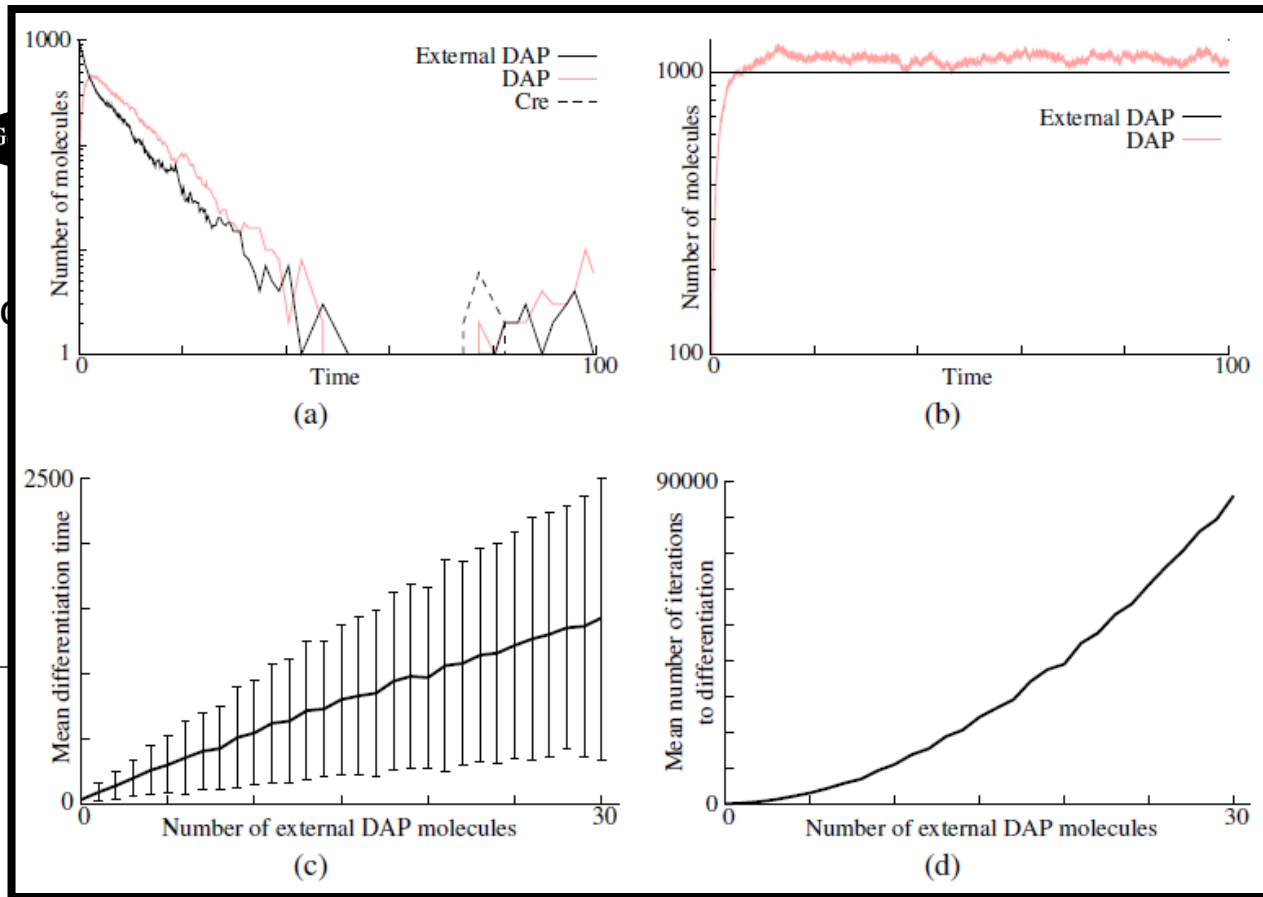 1000
External DAP
DAP
Cre
Number of molecules
1
0
Time
100
(a)
1000
External DAP
DAP
Number of molecules
100
0
Time
100
(b)
2500
Mean differentiation time
0
0
Number of external DAP molecules
30
(c)
90000
Mean number of iterations
to differentiation
0
0
Number of external DAP molecules
30
(d)